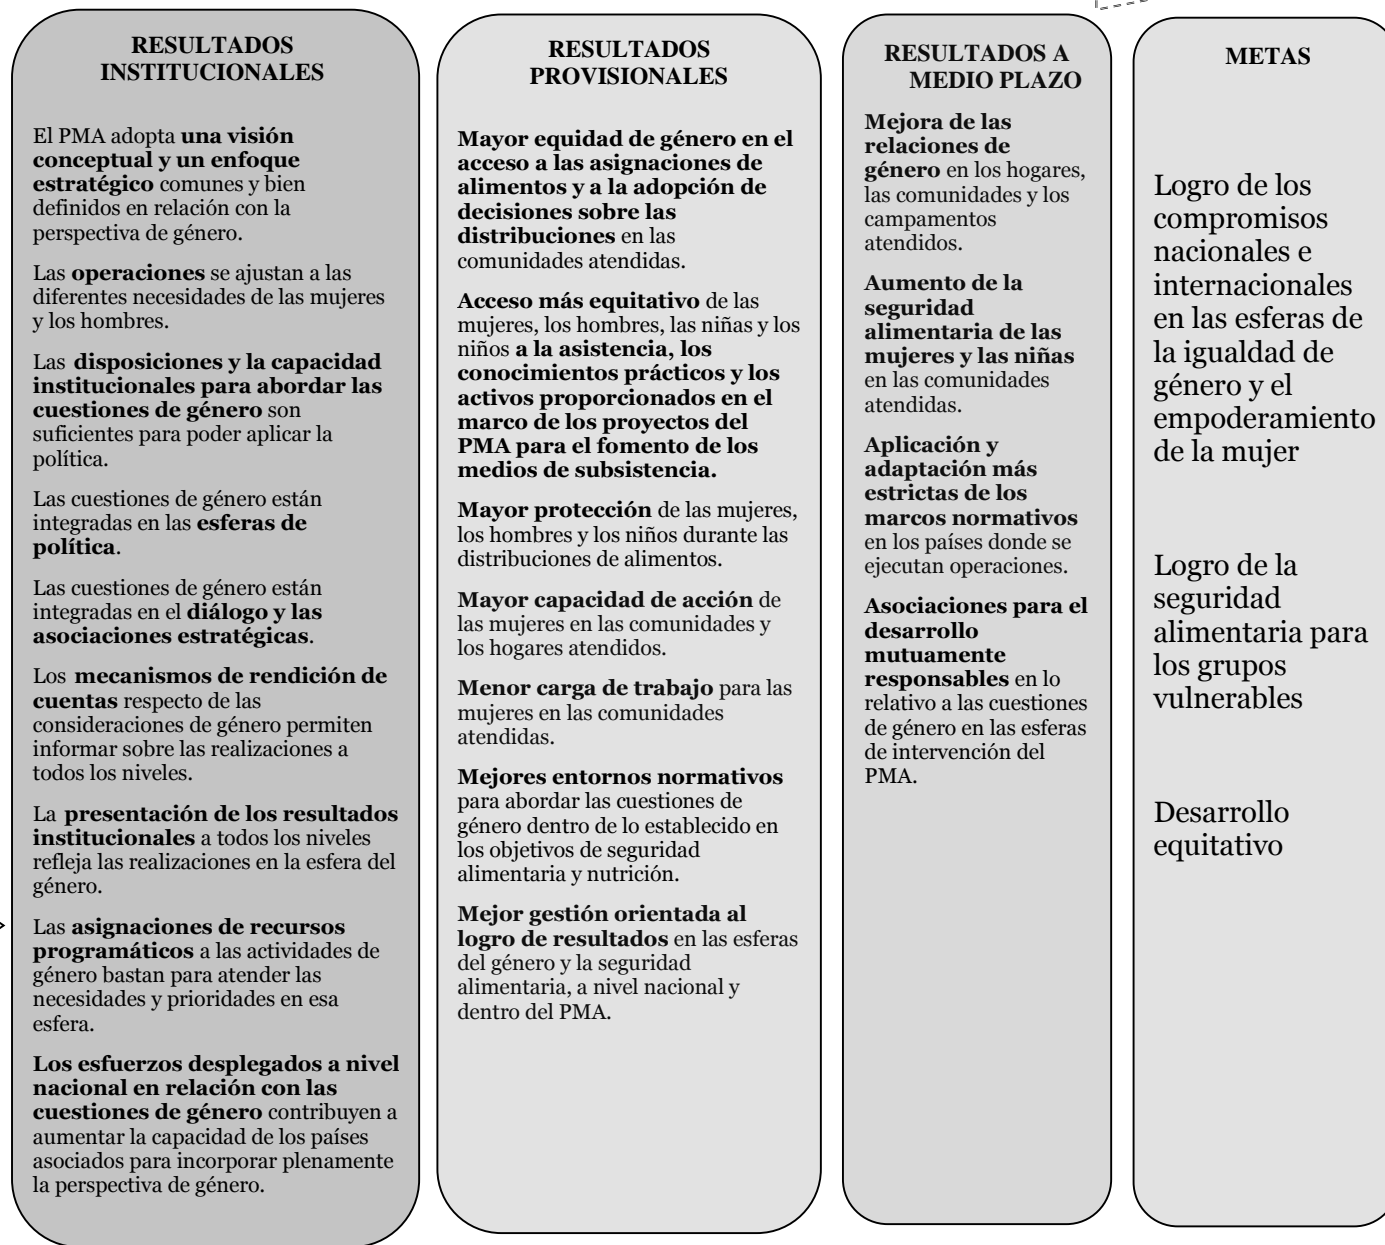 RESULTADOS
INSTITUCIONALES
El PMA adopta una visión
conceptual y un enfoque
estratégico comunes y bien
definidos en relación con la
perspectiva de género.
Las operaciones se ajustan a las
diferentes necesidades de las mujeres
y los hombres.
Las disposiciones y la capacidad
institucionales para abordar las
cuestiones de género son
suficientes para poder aplicar la
política.
Las cuestiones de género están
integradas en las esferas de
política.
Las cuestiones de género están
integradas en el diálogo y las
asociaciones estratégicas.
Los mecanismos de rendición de
cuentas respecto de las
consideraciones de género permiten
informar sobre las realizaciones a
todos los niveles.
La presentación de los resultados
institucionales a todos los niveles
refleja las realizaciones en la esfera del
género.
Las asignaciones de recursos
programáticos a las actividades de
género bastan para atender las
necesidades y prioridades en esa
esfera.
Los esfuerzos desplegados a nivel
nacional en relación con las
cuestiones de género contribuyen a
aumentar la capacidad de los países
asociados para incorporar plenamente
la perspectiva de género.
RESULTADOS
PROVISIONALES
Mayor equidad de género en el
acceso a las asignaciones de
alimentos y a la adopción de
decisiones sobre las
distribuciones en las
comunidades atendidas.
Acceso más equitativo de las
mujeres, los hombres, las niñas y los
niños a la asistencia, los
conocimientos prácticos y los
activos proporcionados en el
marco de los proyectos del
PMA para el fomento de los
medios de subsistencia.
Mayor protección de las mujeres,
los hombres y los niños durante las
distribuciones de alimentos.
Mayor capacidad de acción de
las mujeres en las comunidades y
los hogares atendidos.
Menor carga de trabajo para las
mujeres en las comunidades
atendidas.
Mejores entornos normativos
para abordar las cuestiones de
género dentro de lo establecido en
los objetivos de seguridad
alimentaria y nutrición.
Mejor gestión orientada al
logro de resultados en las esferas
del género y la seguridad
alimentaria, a nivel nacional y
dentro del PMA.
RESULTADOS A
MEDIO PLAZO
Mejora de las
relaciones de
género en los hogares,
las comunidades y los
campamentos
atendidos.
Aumento de la
seguridad
alimentaria de las
mujeres y las niñas
en las comunidades
atendidas.
Aplicación y
adaptación más
estrictas de los
marcos normativos
en los países donde se
ejecutan operaciones.
Asociaciones para el
desarrollo
mutuamente
responsables en lo
relativo a las cuestiones
de género en las esferas
de intervención del
PMA.
METAS
Logro de los
compromisos
nacionales e
internacionales
en las esferas de
la igualdad de
género y el
empoderamiento
de la mujer
Logro de la
seguridad
alimentaria para
los grupos
vulnerables
Desarrollo
equitativo